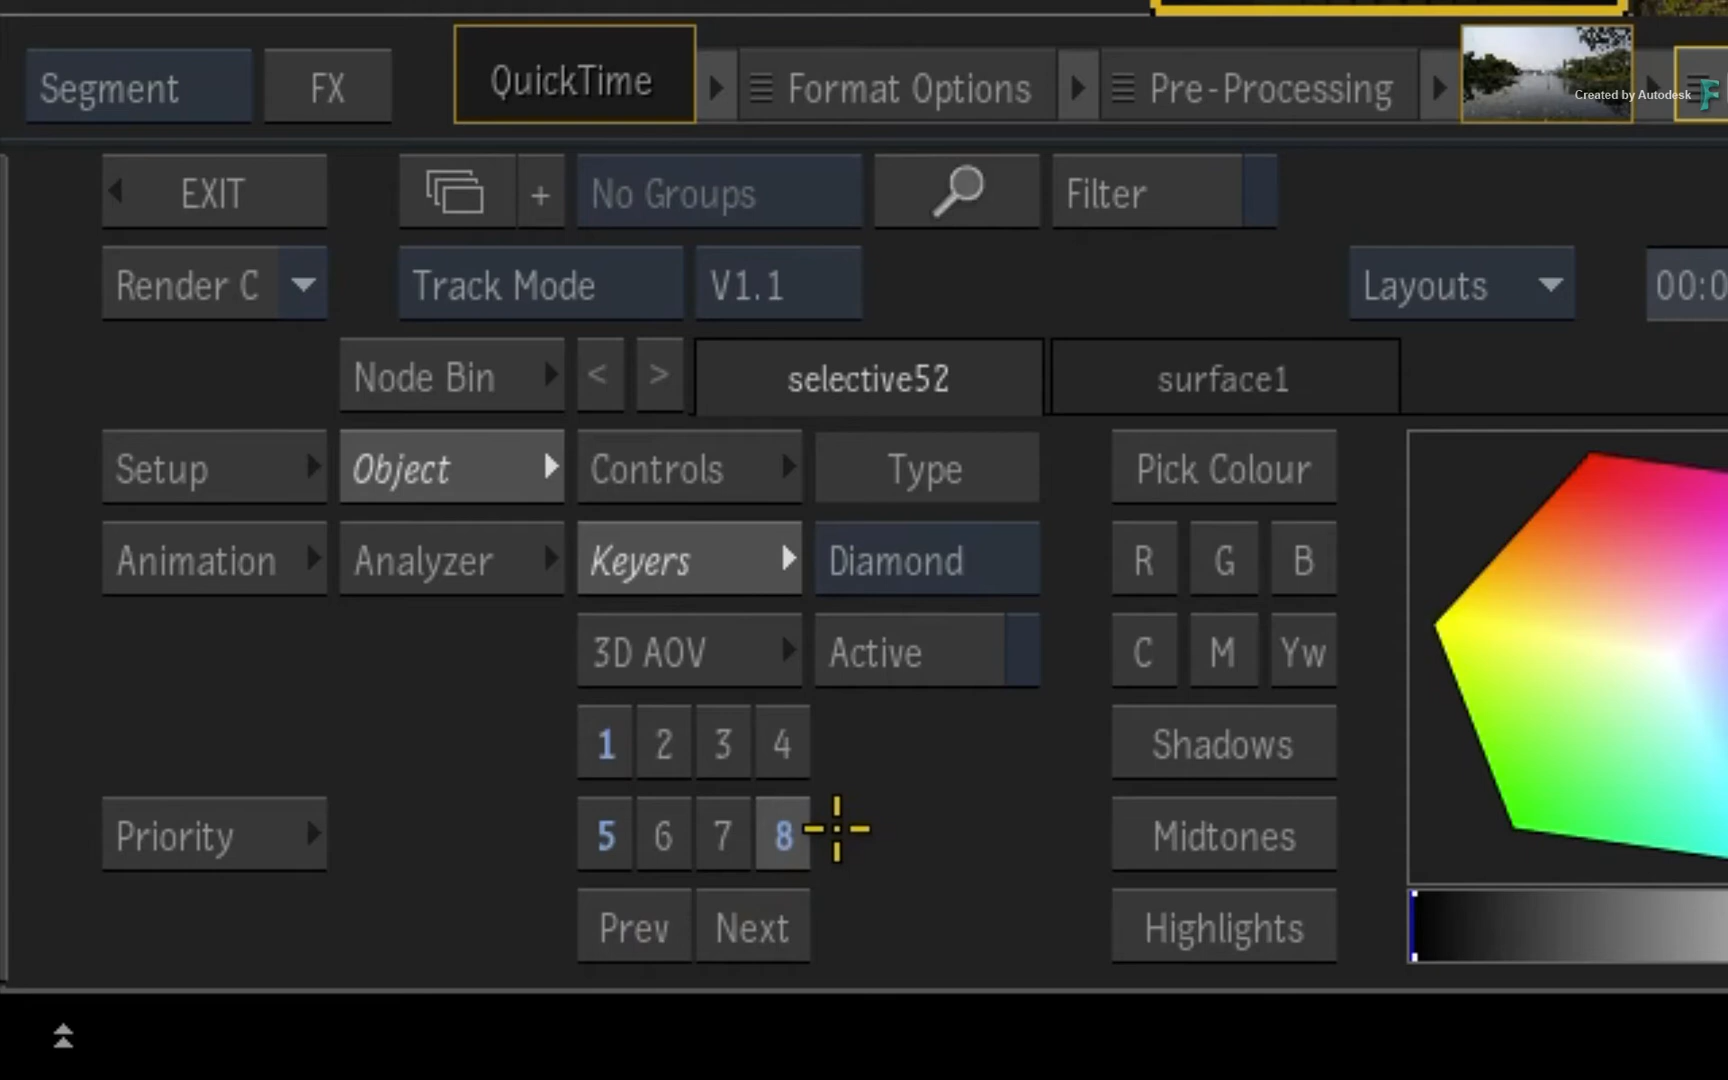 Segment FX QuickTime Format Options Pre-Processing Created by Autodesk
EXIT + No Groups Filter
Render C Track Mode V1.1 Layouts 00:0
Node Bin < > selective52 surface1
Setup Object Controls Type Pick Colour
Animation Analyzer Keyers Diamond R G B
3D AOV Active C M Yw
1 2 3 4 Shadows
Priority 5 6 7 8 Midtones
Prev Next Highlights